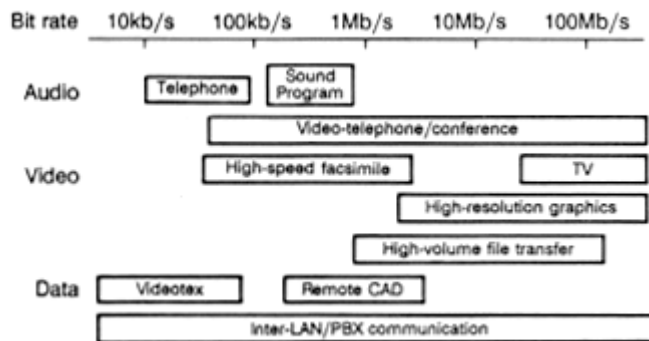 Bit rate 10kb/s 100kb/s 1Mb/s 10Mb/s 100Mb/s
Audio
Telephone
Sound
Program
Video-telephone/conference
Video
High-speed facsimile
TV
High-resolution graphics
High-volume file transfer
Data
Videotex
Remote CAD
Inter-LAN/PBX communication